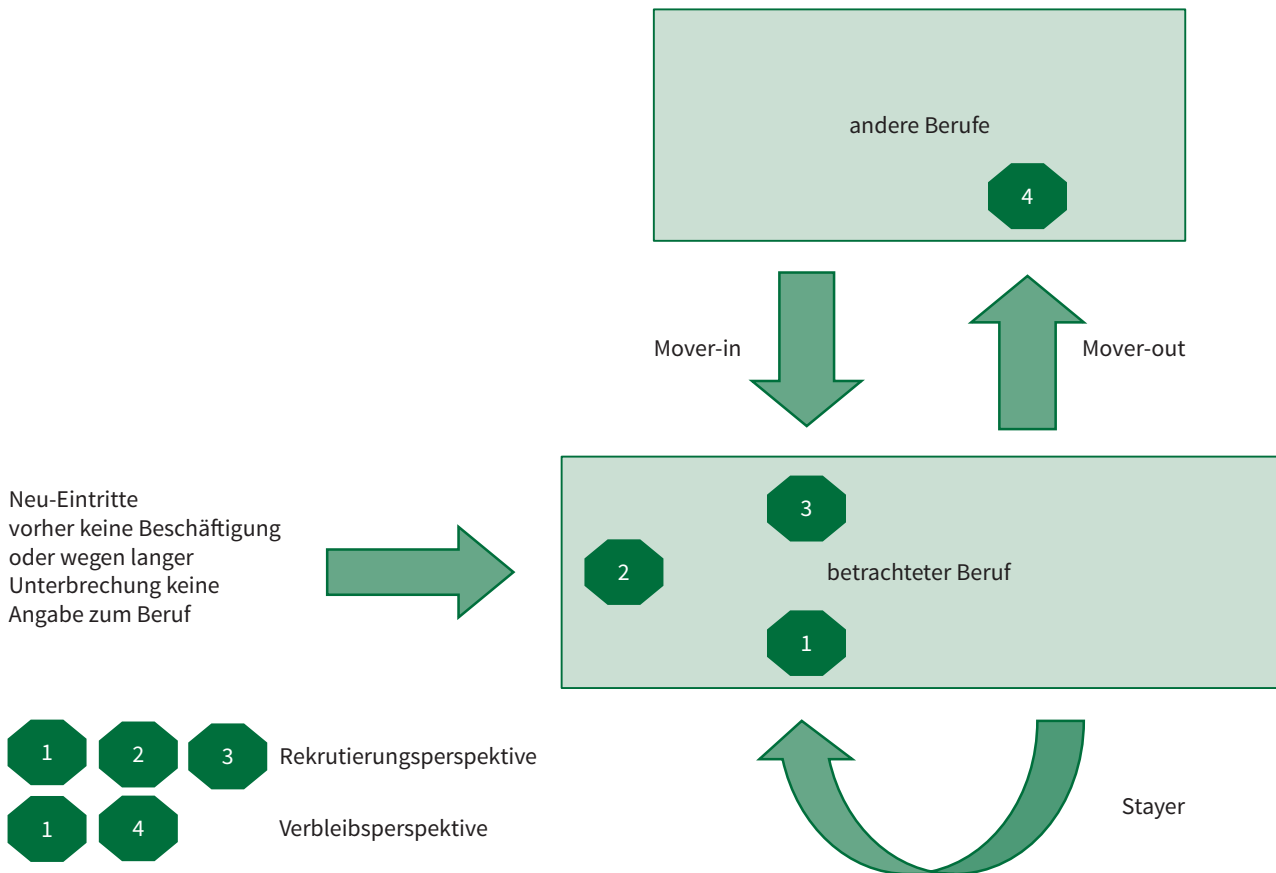 andere Berufe
4
Mover-in
Mover-out
Neu-Eintritte
vorher keine Beschäftigung
oder wegen langer
Unterbrechung keine
Angabe zum Beruf
3
2
betrachteter Beruf
1
1 2 3 Rekrutierungsperspektive
1 4 Verbleibsperspektive
Stayer